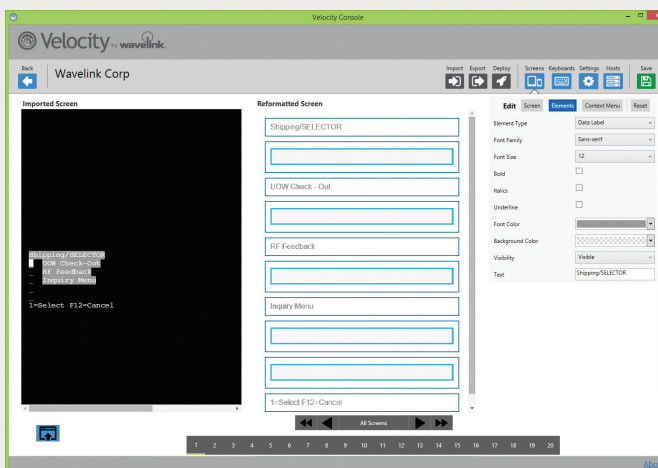 Velocity Console
Velocity by wavelink.
Back
Wavelink Corp
Import Export Deploy Screens Keyboards Settings Hosts Save
Imported Screen
Shipping/SELECTOR
UOW Check-Out
RF Feedback
Inquiry Menu
1=Select F12=Cancel
Reformatted Screen
Shipping/SELECTOR
UOW Check - Out
RF Feedback
Inquiry Menu
1=Select F12=Cancel
All Screens
1 2 3 4 5 6 7 8 9 10 11 12 13 14 15 16 17 18 19 20
Edit Screen Elements Context Menu Reset
Element Type Data Label
Font Family Sans-serif
Font Size 12
Bold
Italics
Underline
Font Color
Background Color
Visibility Visible
Text Shipping/SELECTOR
Abo